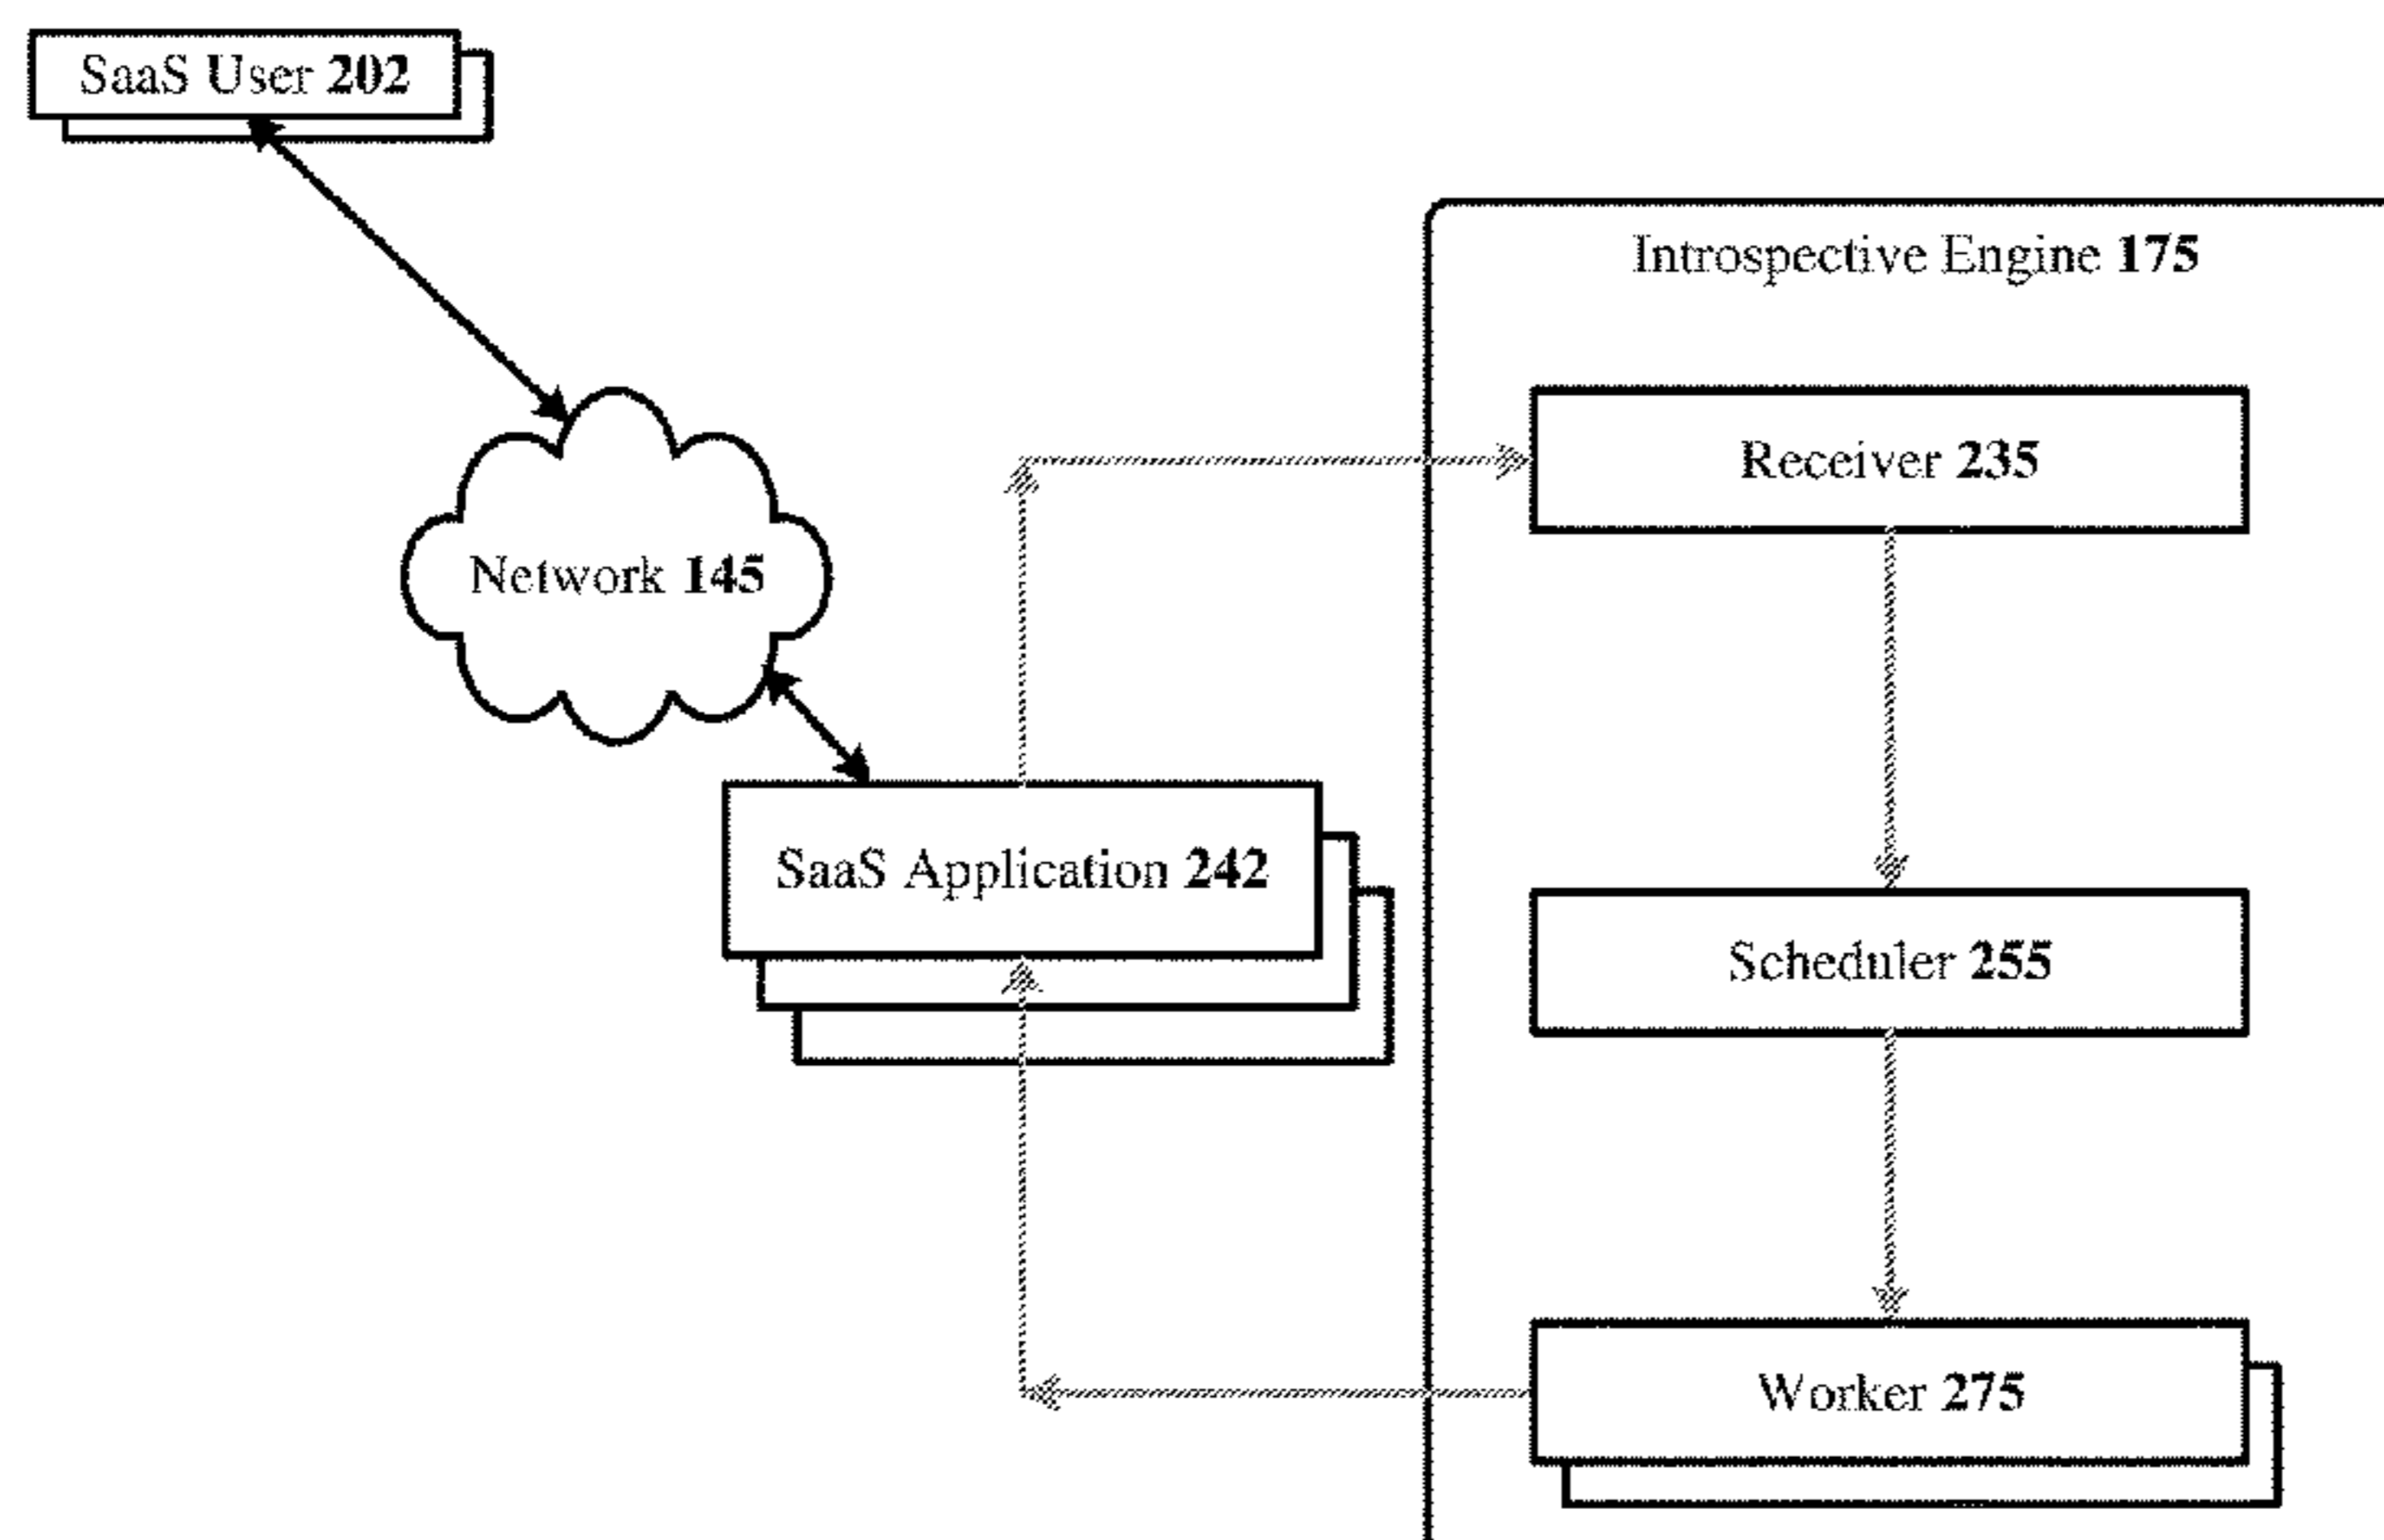 SaaS User 202
Introspective Engine 175
Receiver 235
Network 145
SaaS Application 242
Scheduler 255
Worker 275